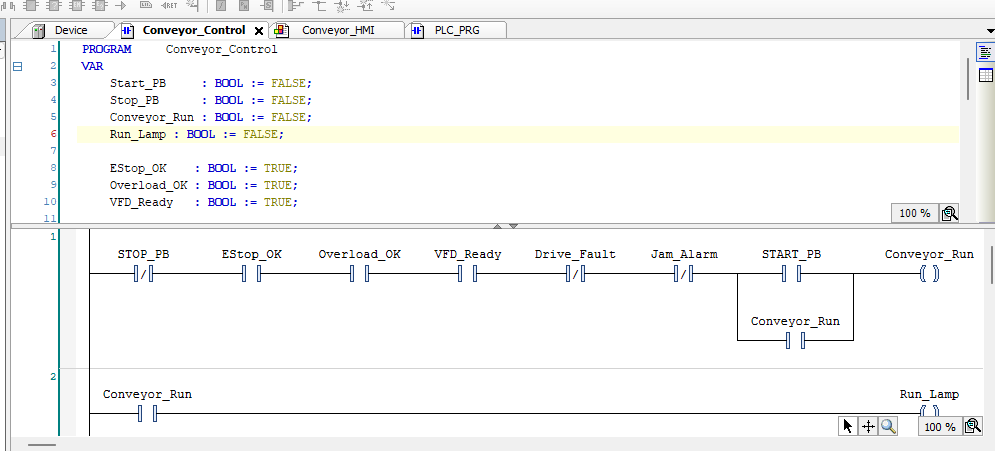 Device Conveyor_Control Conveyor_HMI PLC_PRG
1 PROGRAM Conveyor_Control
2 VAR
3 Start_PB : BOOL := FALSE;
4 Stop_PB : BOOL := FALSE;
5 Conveyor_Run : BOOL := FALSE;
6 Run_Lamp : BOOL := FALSE;
7
8 EStop_OK : BOOL := TRUE;
9 Overload_OK : BOOL := TRUE;
10 VFD_Ready : BOOL := TRUE;
11
100 %
1
STOP_PB EStop_OK Overload_OK VFD_Ready Drive_Fault Jam_Alarm START_PB Conveyor_Run
Conveyor_Run
2
Conveyor_Run Run_Lamp
100 %